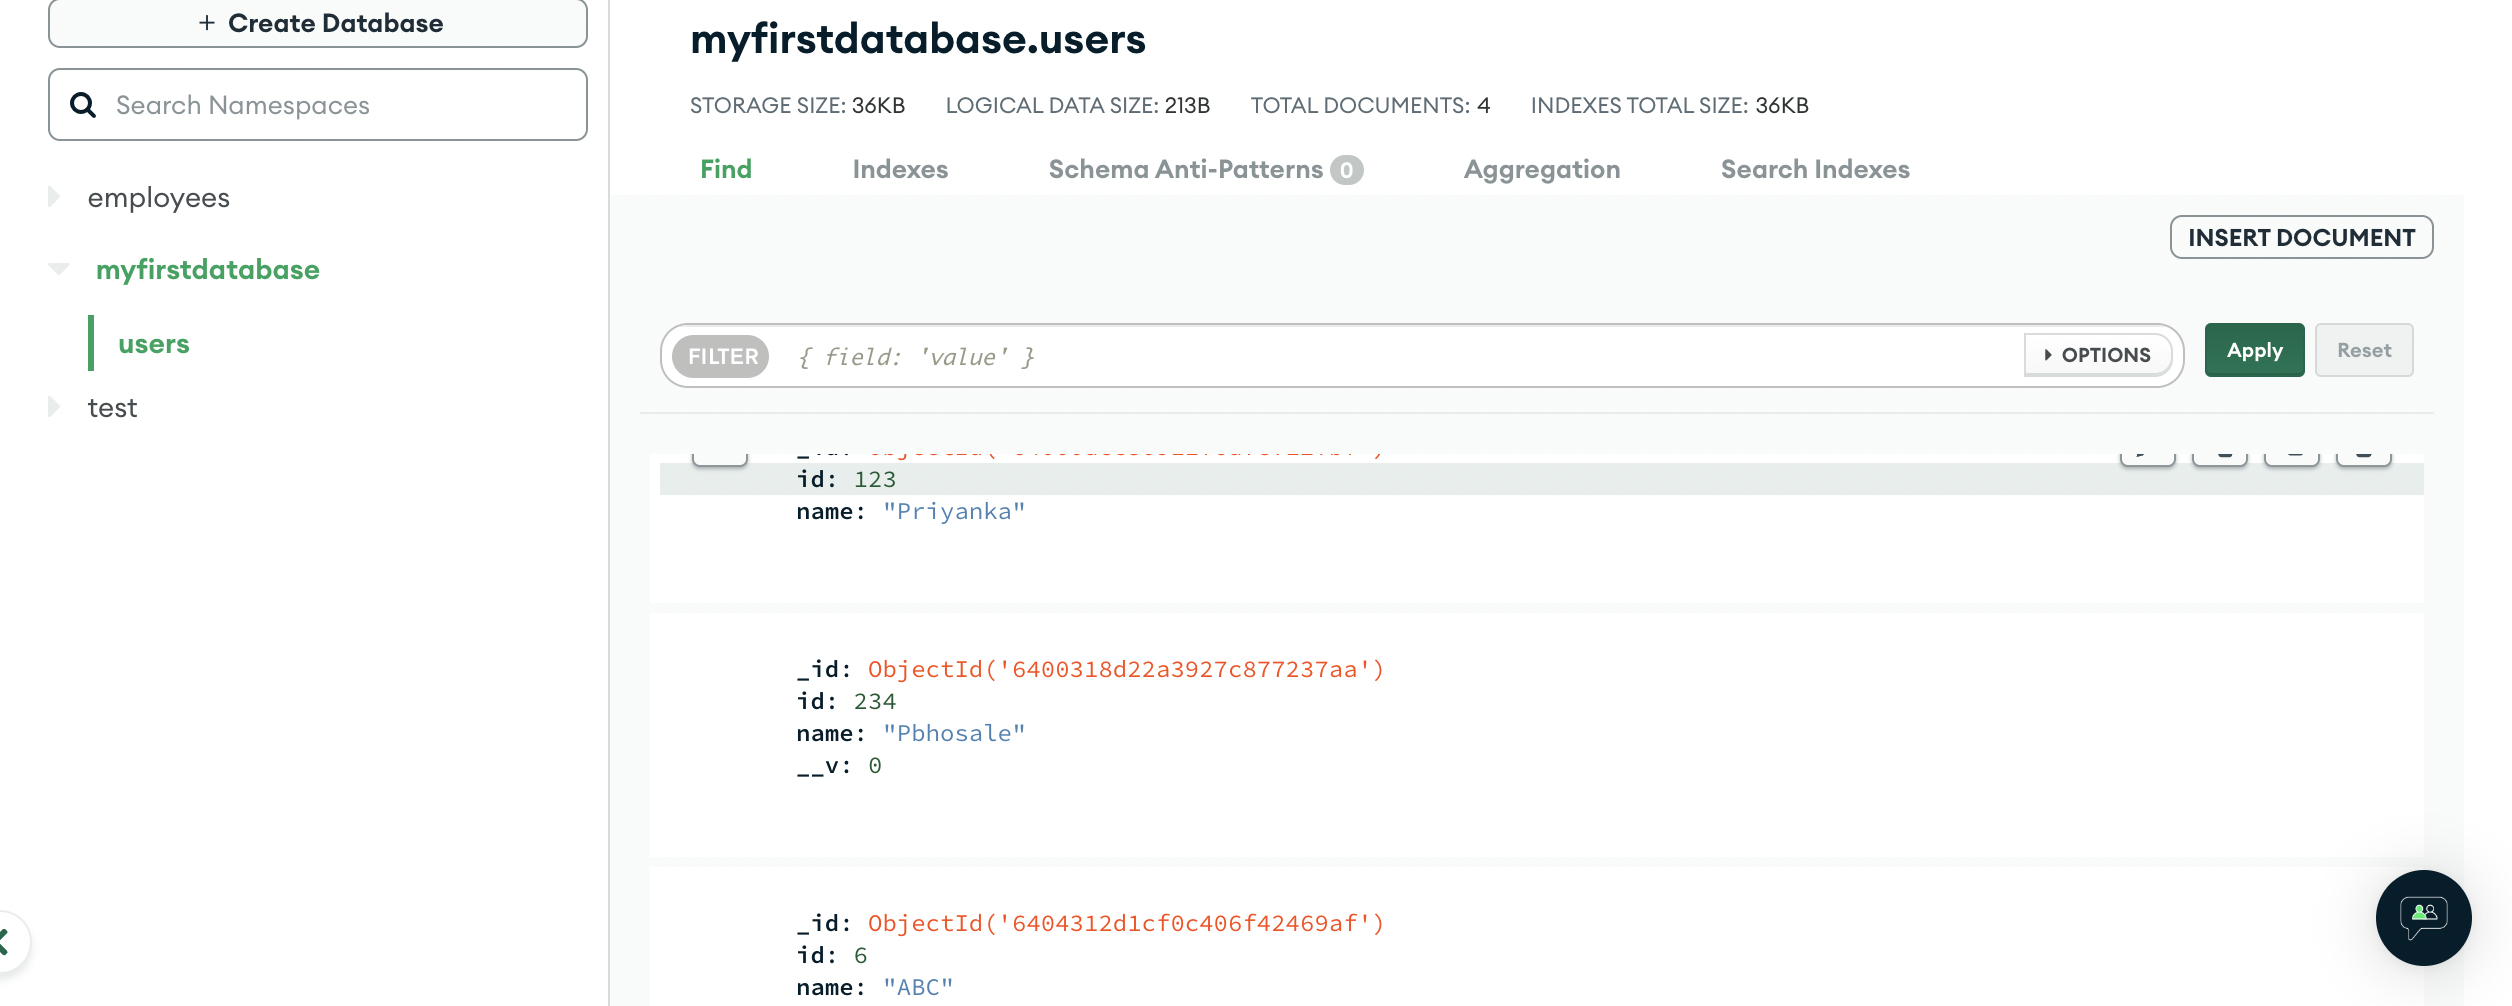 + Create Database
Search Namespaces
employees
myfirstdatabase
users
test
myfirstdatabase.users
STORAGE SIZE: 36KB LOGICAL DATA SIZE: 213B TOTAL DOCUMENTS: 4 INDEXES TOTAL SIZE: 36KB
Find Indexes Schema Anti-Patterns 0 Aggregation Search Indexes
INSERT DOCUMENT
FILTER { field: 'value' } OPTIONS Apply Reset
id: 123
name: "Priyanka"
_id: ObjectId('6400318d22a3927c877237aa')
id: 234
name: "Pbhosale"
__v: 0
_id: ObjectId('6404312d1cf0c406f42469af')
id: 6
name: "ABC"